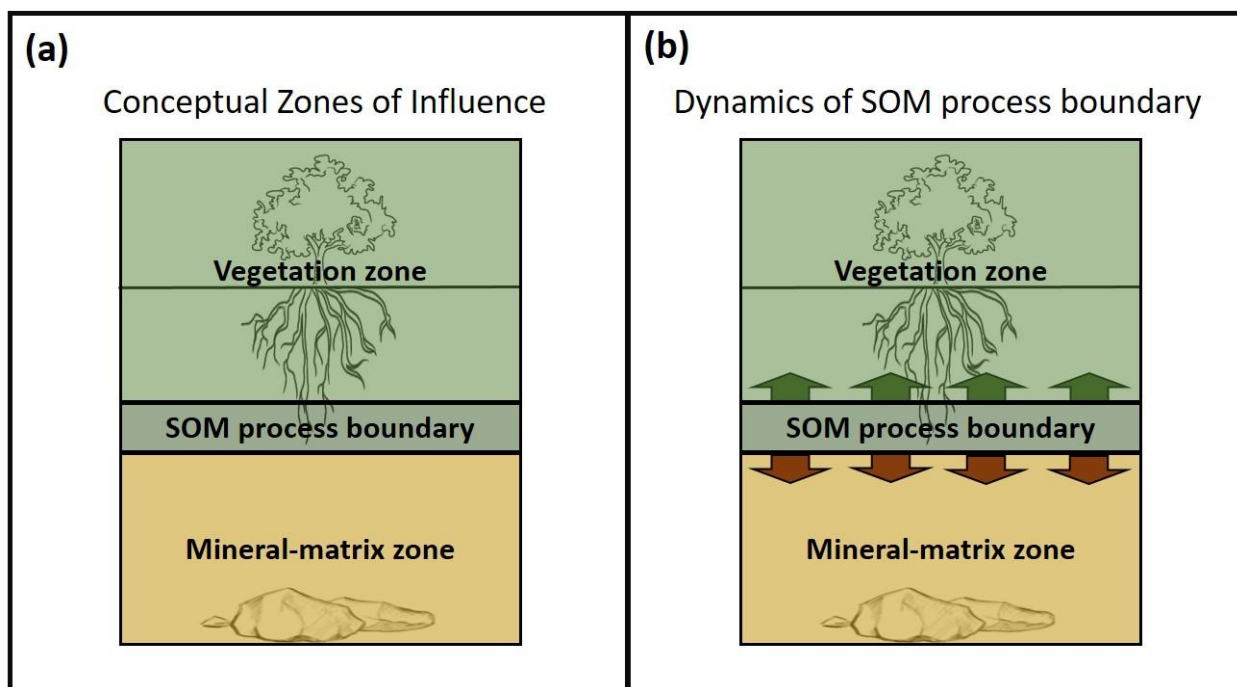 (a)
Conceptual Zones of Influence
Vegetation zone
SOM process boundary
Mineral-matrix zone
(b)
Dynamics of SOM process boundary
Vegetation zone
SOM process boundary
Mineral-matrix zone